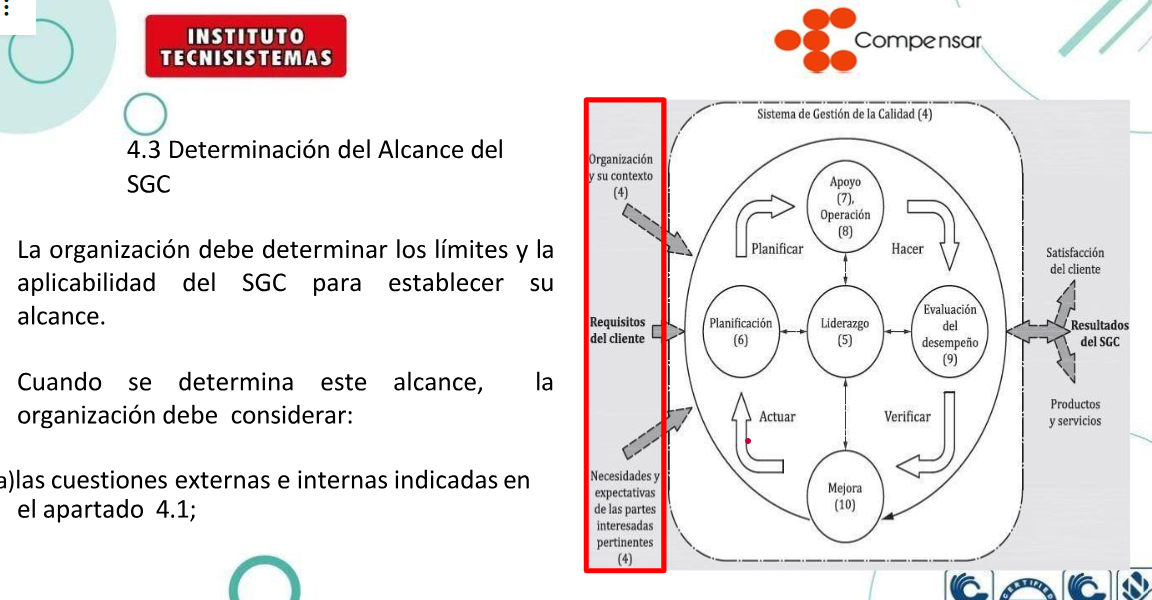 INSTITUTO
TECNISISTEMAS
Compensar
4.3 Determinación del Alcance del
SGC
La organización debe determinar los límites y la
aplicabilidad del SGC para establecer su
alcance.
Cuando se determina este alcance, la
organización debe considerar:
a)las cuestiones externas e internas indicadas en
el apartado 4.1;
Sistema de Gestión de la Calidad (4)
Organización
y su contexto
(4)
Requisitos
del cliente
Necesidades y
expectativas
de las partes
interesadas
pertinentes
(4)
Apoyo
(7),
Operación
(8)
Planificar
Hacer
Planificación
(6)
Liderazgo
(5)
Evaluación
del
desempeño
(9)
Actuar
Verificar
Mejora
(10)
Satisfacción
del cliente
Resultados
del SGC
Productos
y servicios
CERTIFIED